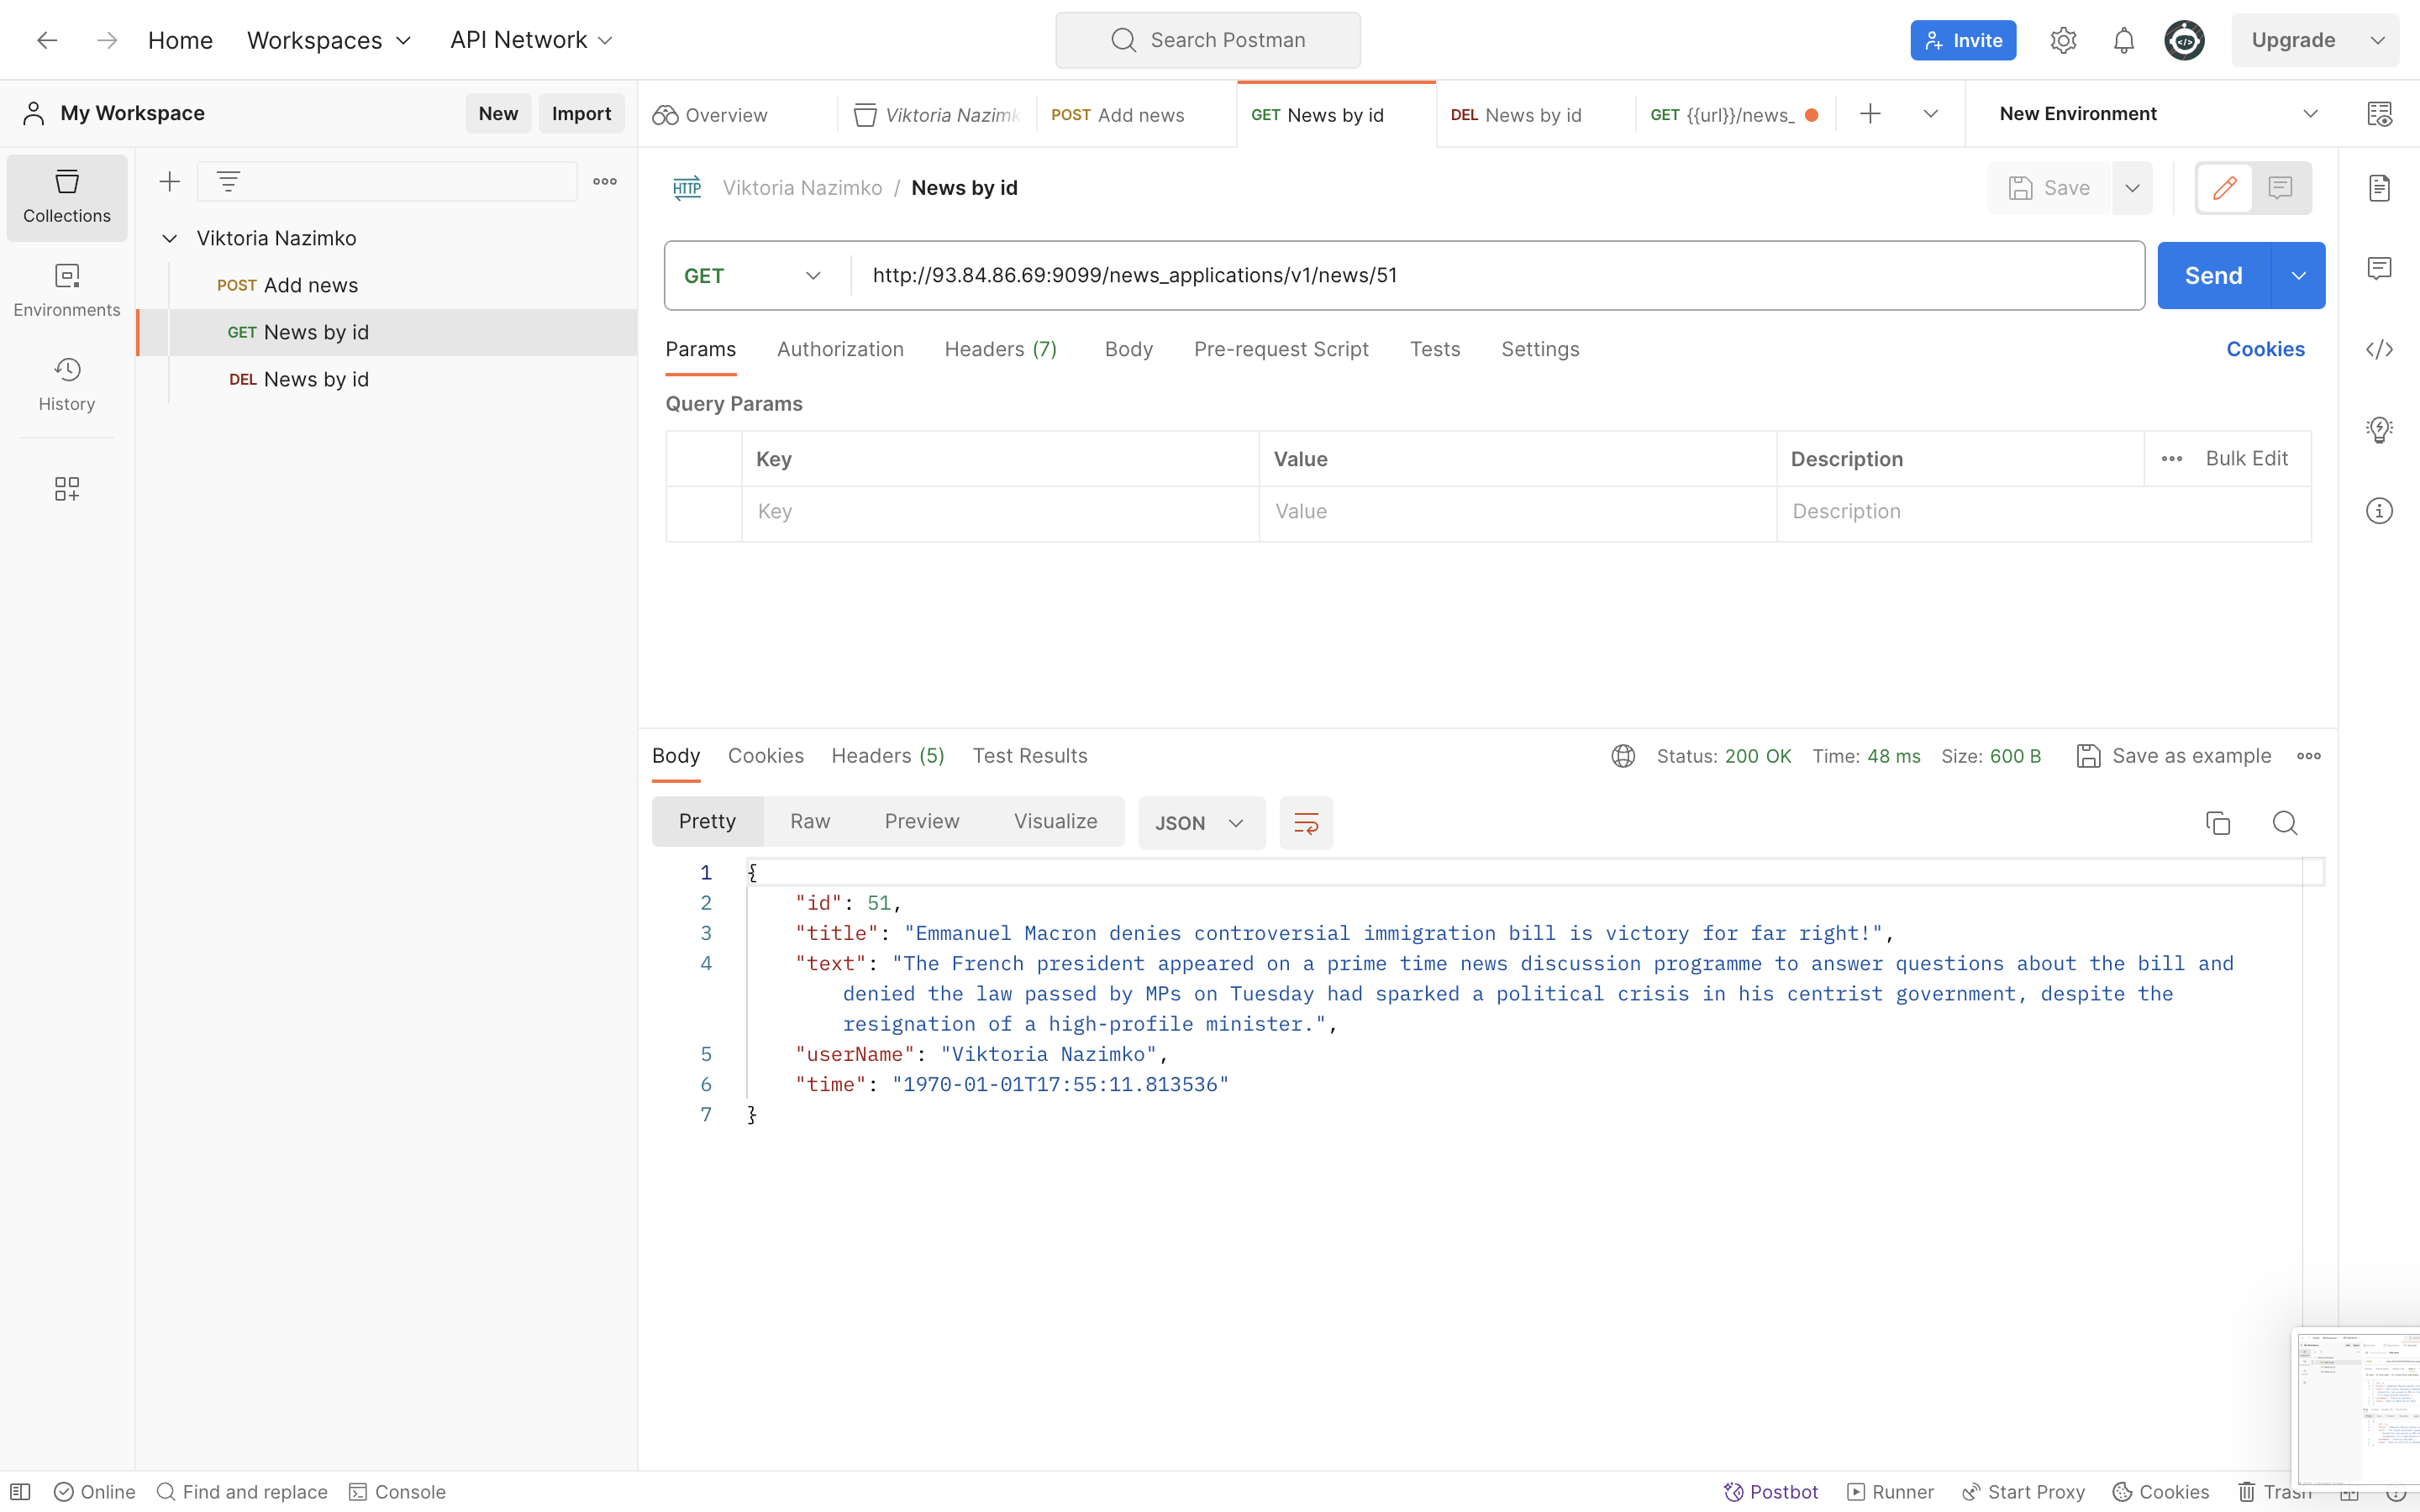 Home Workspaces API Network Search Postman Invite Upgrade
My Workspace New Import Overview Viktoria Nazimk POST Add news GET News by id DEL News by id GET {{url}}/news_ New Environment
Collections
Environments
History
Viktoria Nazimko
POST Add news
GET News by id
DEL News by id
HTTP Viktoria Nazimko / News by id Save
GET http://93.84.86.69:9099/news_applications/v1/news/51 Send
Params Authorization Headers (7) Body Pre-request Script Tests Settings Cookies
Query Params
Key Value Description Bulk Edit
Key Value Description
Body Cookies Headers (5) Test Results Status: 200 OK Time: 48 ms Size: 600 B Save as example
Pretty Raw Preview Visualize JSON
1 {
2 "id": 51,
3 "title": "Emmanuel Macron denies controversial immigration bill is victory for far right!",
4 "text": "The French president appeared on a prime time news discussion programme to answer questions about the bill and
denied the law passed by MPs on Tuesday had sparked a political crisis in his centrist government, despite the
resignation of a high-profile minister.",
5 "userName": "Viktoria Nazimko",
6 "time": "1970-01-01T17:55:11.813536"
7 }
Online Find and replace Console Postbot Runner Start Proxy Cookies Trash